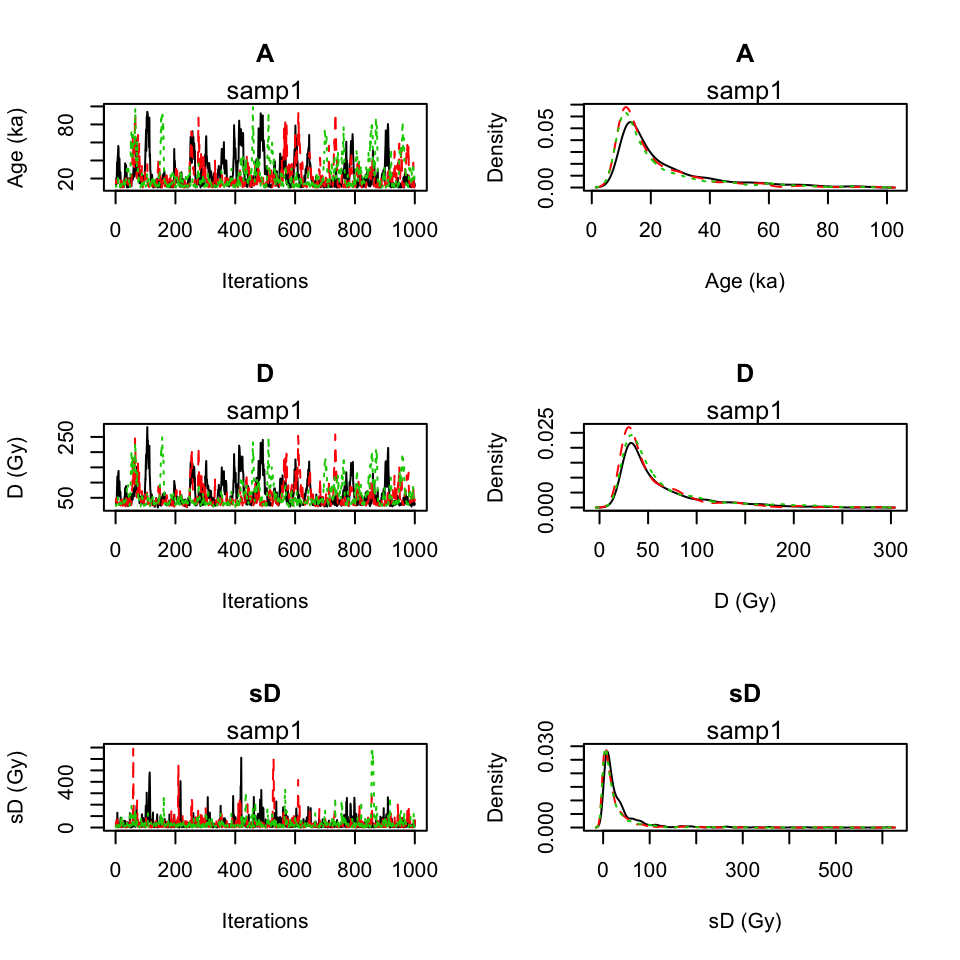 A
samp1
Age (ka)
80
20
0 200 400 600 800 1000
Iterations
A
samp1
Density
0.05
0.00
0 20 40 60 80 100
Age (ka)
D
samp1
D (Gy)
250
50
0 200 400 600 800 1000
Iterations
D
samp1
Density
0.025
0.000
0 50 100 200 300
D (Gy)
sD
samp1
sD (Gy)
400
0
0 200 400 600 800 1000
Iterations
sD
samp1
Density
0.030
0.000
0 100 300 500
sD (Gy)